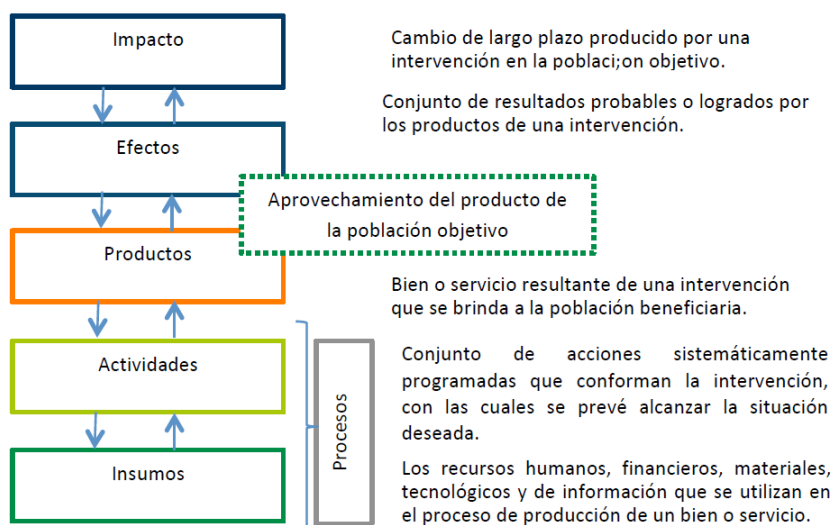 Impacto
Cambio de largo plazo producido por una
intervención en la poblaci;on objetivo.
Conjunto de resultados probables o logrados por
los productos de una intervención.
Efectos
Aprovechamiento del producto de
la población objetivo
Productos
Bien o servicio resultante de una intervención
que se brinda a la población beneficiaria.
Actividades
Conjunto de acciones sistemáticamente
programadas que conforman la intervención,
con las cuales se prevé alcanzar la situación
deseada.
Procesos
Insumos
Los recursos humanos, financieros, materiales,
tecnológicos y de información que se utilizan en
el proceso de producción de un bien o servicio.